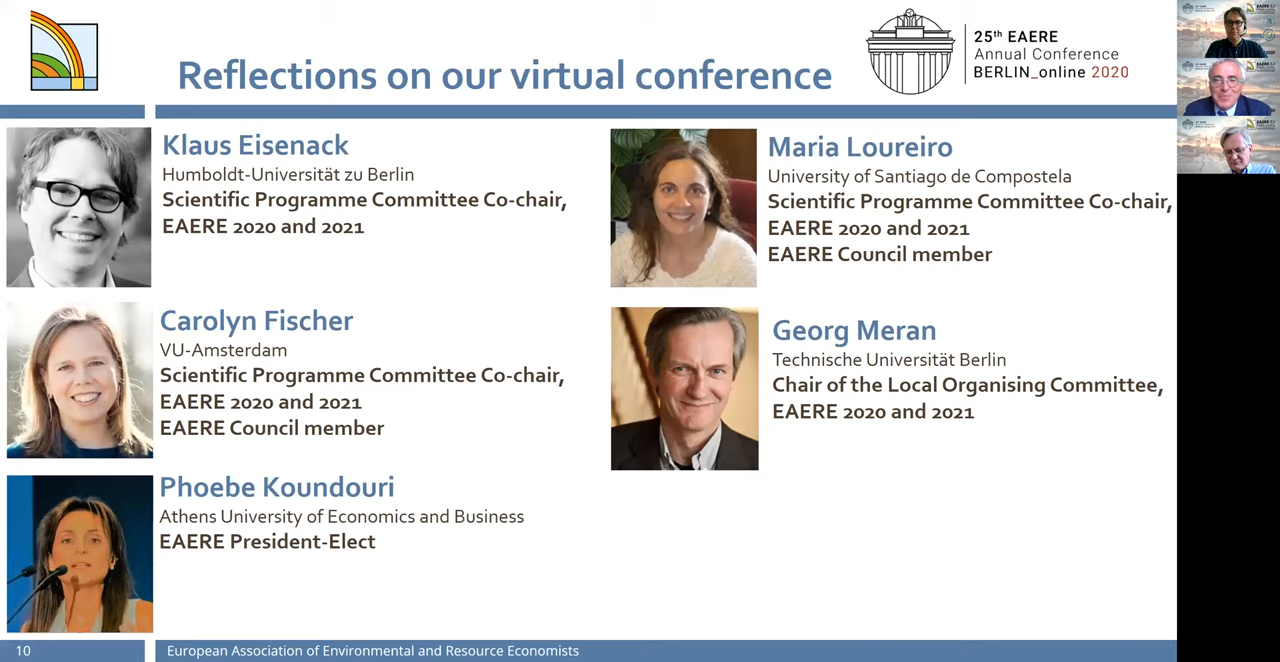 Reflections on our virtual conference
25th EAERE
Annual Conference
BERLIN_online 2020
Klaus Eisenack
Humboldt-Universität zu Berlin
Scientific Programme Committee Co-chair,
EAERE 2020 and 2021
Maria Loureiro
University of Santiago de Compostela
Scientific Programme Committee Co-chair,
EAERE 2020 and 2021
EAERE Council member
Carolyn Fischer
VU-Amsterdam
Scientific Programme Committee Co-chair,
EAERE 2020 and 2021
EAERE Council member
Georg Meran
Technische Universität Berlin
Chair of the Local Organising Committee,
EAERE 2020 and 2021
Phoebe Koundouri
Athens University of Economics and Business
EAERE President-Elect
10
European Association of Environmental and Resource Economists